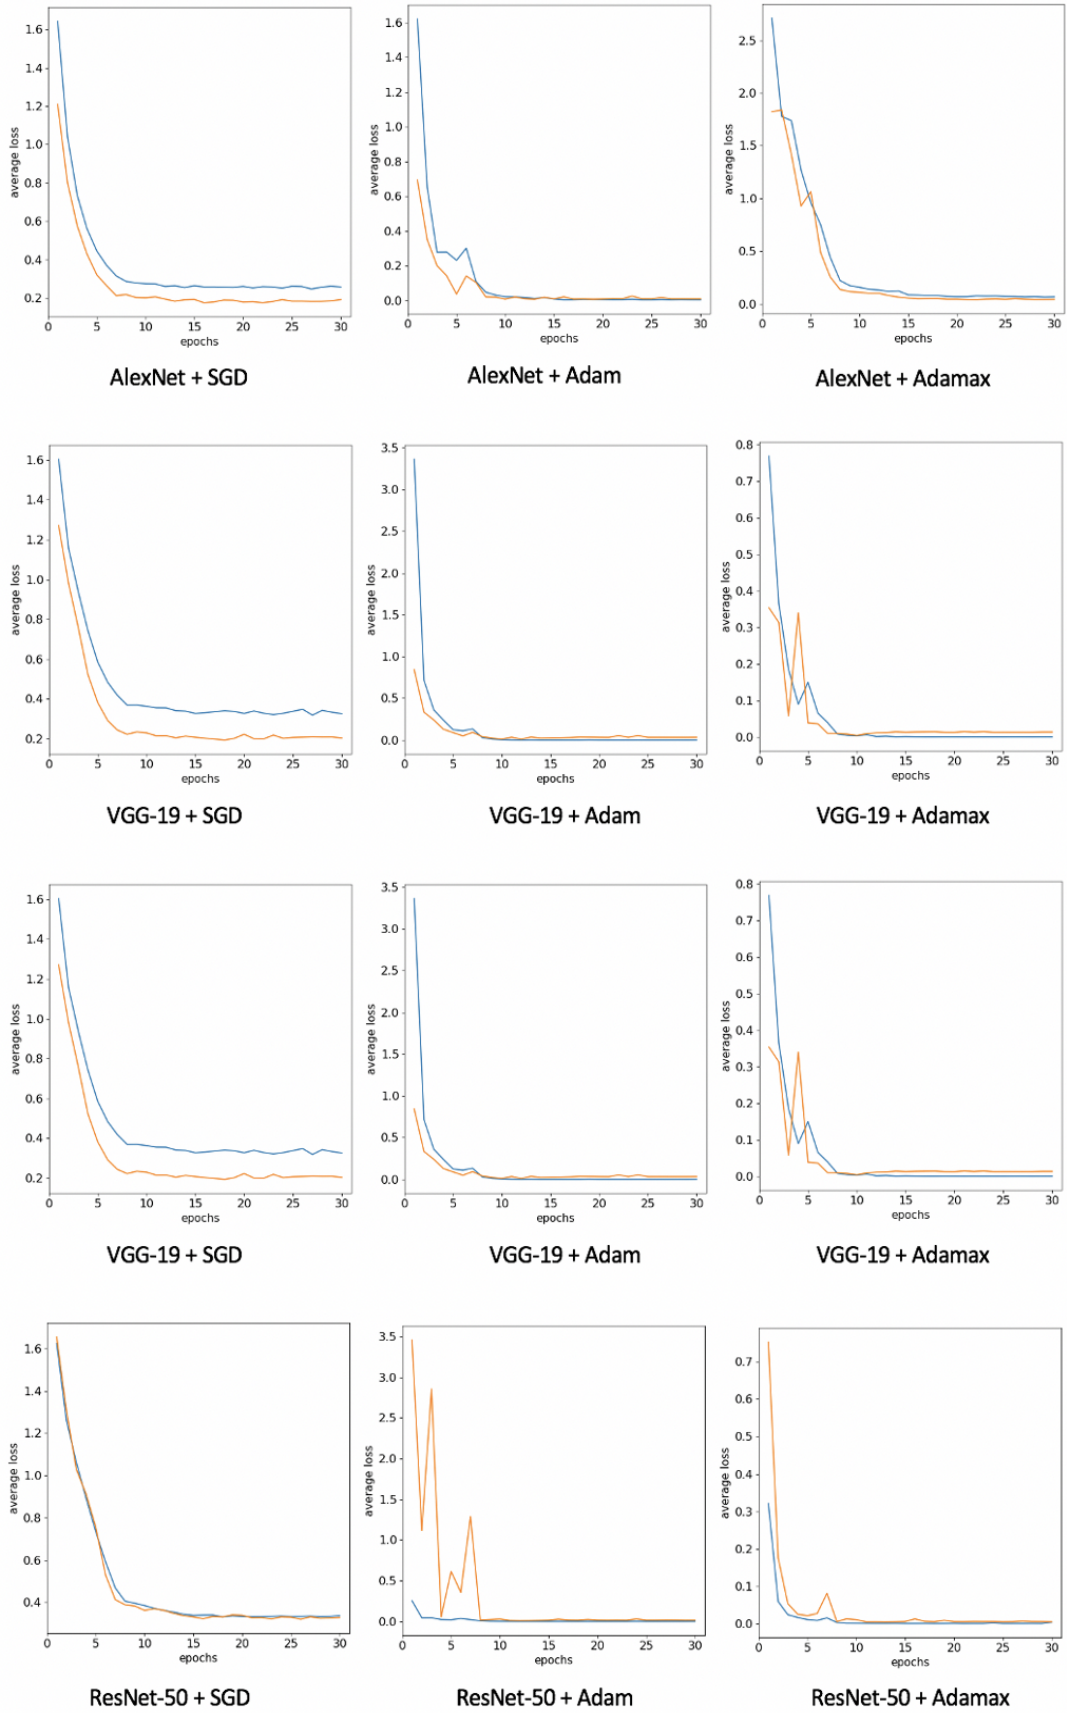 1.6
1.4
1.2
1.0
0.8
0.6
0.4
0.2
average loss
0 5 10 15 20 25 30
epochs
AlexNet + SGD
1.6
1.4
1.2
1.0
0.8
0.6
0.4
0.2
0.0
average loss
0 5 10 15 20 25 30
epochs
AlexNet + Adam
2.5
2.0
1.5
1.0
0.5
0.0
average loss
0 5 10 15 20 25 30
epochs
AlexNet + Adamax
1.6
1.4
1.2
1.0
0.8
0.6
0.4
0.2
average loss
0 5 10 15 20 25 30
epochs
VGG-19 + SGD
3.5
3.0
2.5
2.0
1.5
1.0
0.5
0.0
average loss
0 5 10 15 20 25 30
epochs
VGG-19 + Adam
0.8
0.7
0.6
0.5
0.4
0.3
0.2
0.1
0.0
average loss
0 5 10 15 20 25 30
epochs
VGG-19 + Adamax
1.6
1.4
1.2
1.0
0.8
0.6
0.4
0.2
average loss
0 5 10 15 20 25 30
epochs
VGG-19 + SGD
3.5
3.0
2.5
2.0
1.5
1.0
0.5
0.0
average loss
0 5 10 15 20 25 30
epochs
VGG-19 + Adam
0.8
0.7
0.6
0.5
0.4
0.3
0.2
0.1
0.0
average loss
0 5 10 15 20 25 30
epochs
VGG-19 + Adamax
1.6
1.4
1.2
1.0
0.8
0.6
0.4
average loss
0 5 10 15 20 25 30
epochs
ResNet-50 + SGD
3.5
3.0
2.5
2.0
1.5
1.0
0.5
0.0
average loss
0 5 10 15 20 25 30
epochs
ResNet-50 + Adam
0.7
0.6
0.5
0.4
0.3
0.2
0.1
0.0
average loss
0 5 10 15 20 25 30
epochs
ResNet-50 + Adamax